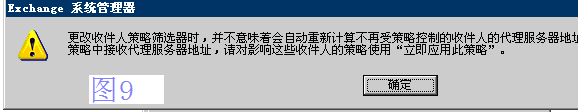 Exchange 系统管理器
更改收件人策略筛选器时，并不意味着会自动重新计算不再受策略控制的收件人的代理服务器地址
策略中接收代理服务器地址，请对影响这些收件人的策略使用“立即应用此策略”。
图9
确定